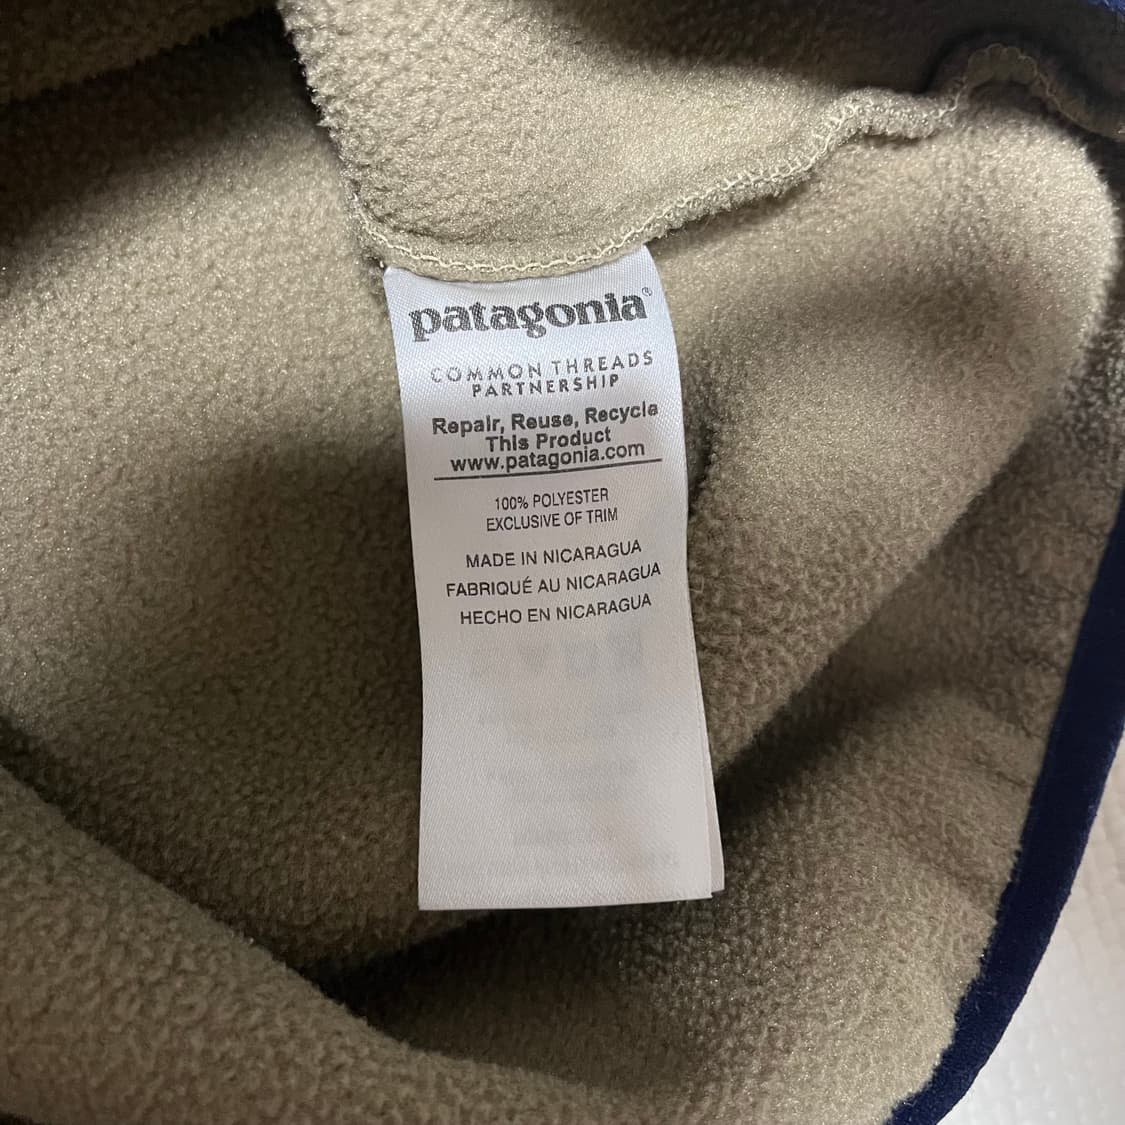 patagonia®
COMMON THREADS
PARTNERSHIP
Repair, Reuse, Recycle
This Product
www.patagonia.com
100% POLYESTER
EXCLUSIVE OF TRIM
MADE IN NICARAGUA
FABRIQUÉ AU NICARAGUA
HECHO EN NICARAGUA